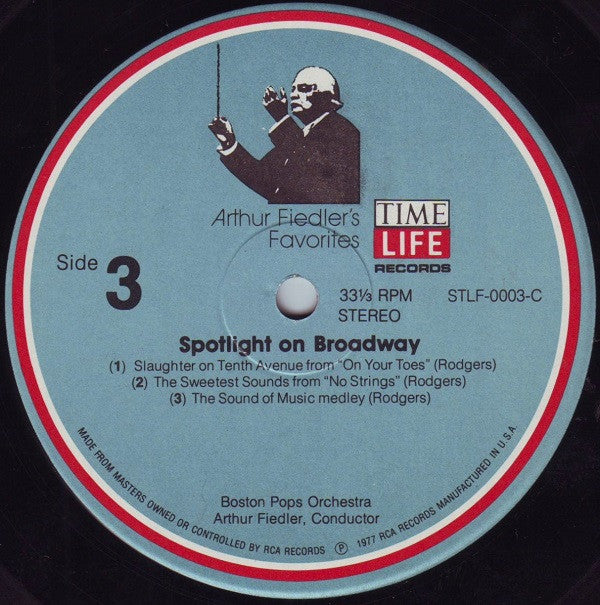 Arthur Fiedler's
Favorites
TIME
LIFE
RECORDS
Side 3
33⅓ RPM
STEREO
STLF-0003-C
Spotlight on Broadway
(1) Slaughter on Tenth Avenue from "On Your Toes" (Rodgers)
(2) The Sweetest Sounds from "No Strings" (Rodgers)
(3) The Sound of Music medley (Rodgers)
Boston Pops Orchestra
Arthur Fiedler, Conductor
MADE FROM MASTERS OWNED OR CONTROLLED BY RCA RECORDS ℗ 1977 RCA RECORDS MANUFACTURED IN U.S.A.